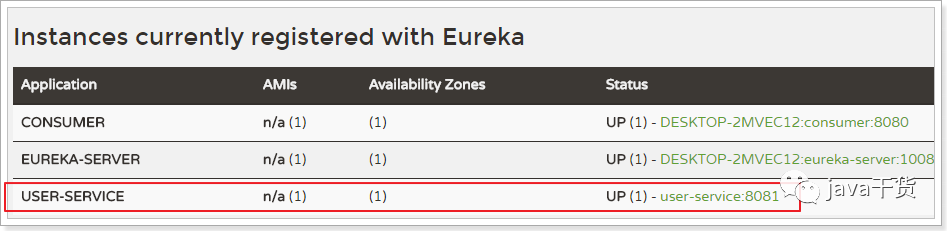 Instances currently registered with Eureka
Application AMIs Availability Zones Status
CONSUMER n/a (1) (1) UP (1) - DESKTOP-2MVEC12:consumer:8080
EUREKA-SERVER n/a (1) (1) UP (1) - DESKTOP-2MVEC12:eureka-server:1008
USER-SERVICE n/a (1) (1) UP (1) - user-service:8081
java干货